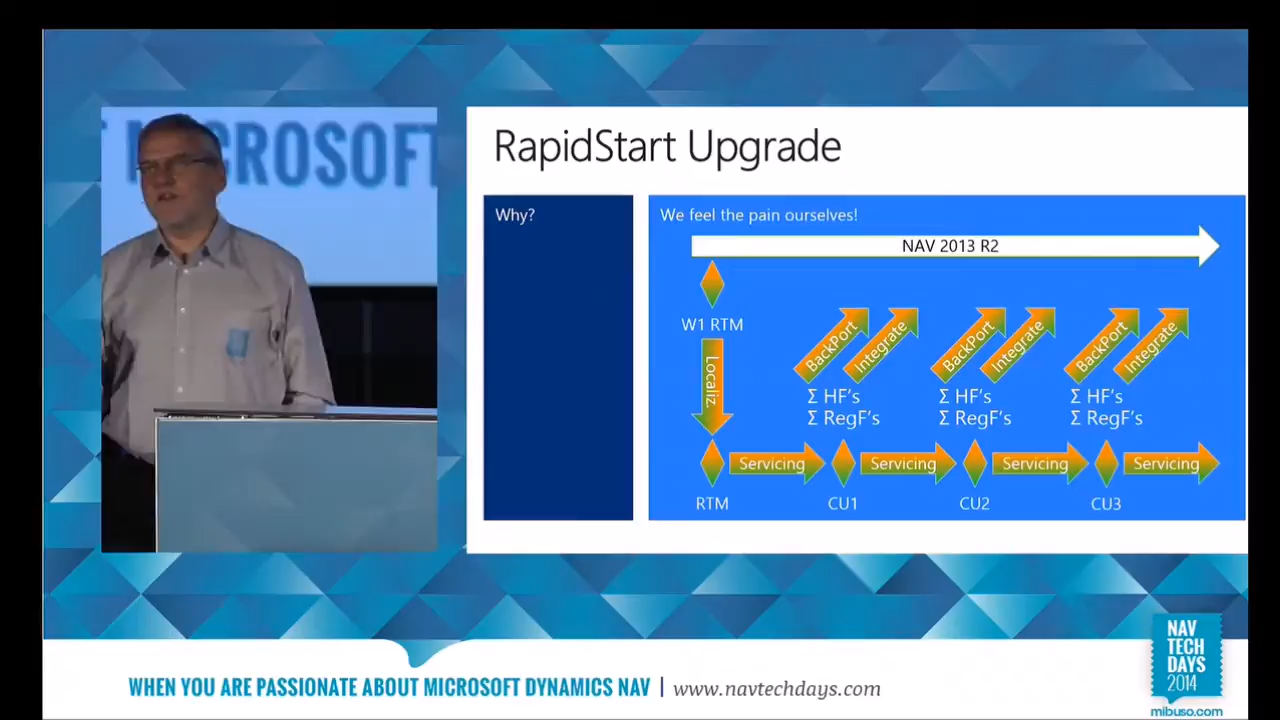 T MICROSOFT
RapidStart Upgrade
Why?
We feel the pain ourselves!
NAV 2013 R2
W1 RTM
Localiz.
BackPort
Integrate
BackPort
Integrate
BackPort
Integrate
Σ HF's
Σ RegF's
Σ HF's
Σ RegF's
Σ HF's
Σ RegF's
Servicing
Servicing
Servicing
Servicing
RTM
CU1
CU2
CU3
WHEN YOU ARE PASSIONATE ABOUT MICROSOFT DYNAMICS NAV | www.navtechdays.com
NAV
TECH
DAYS
2014
mibuso.com